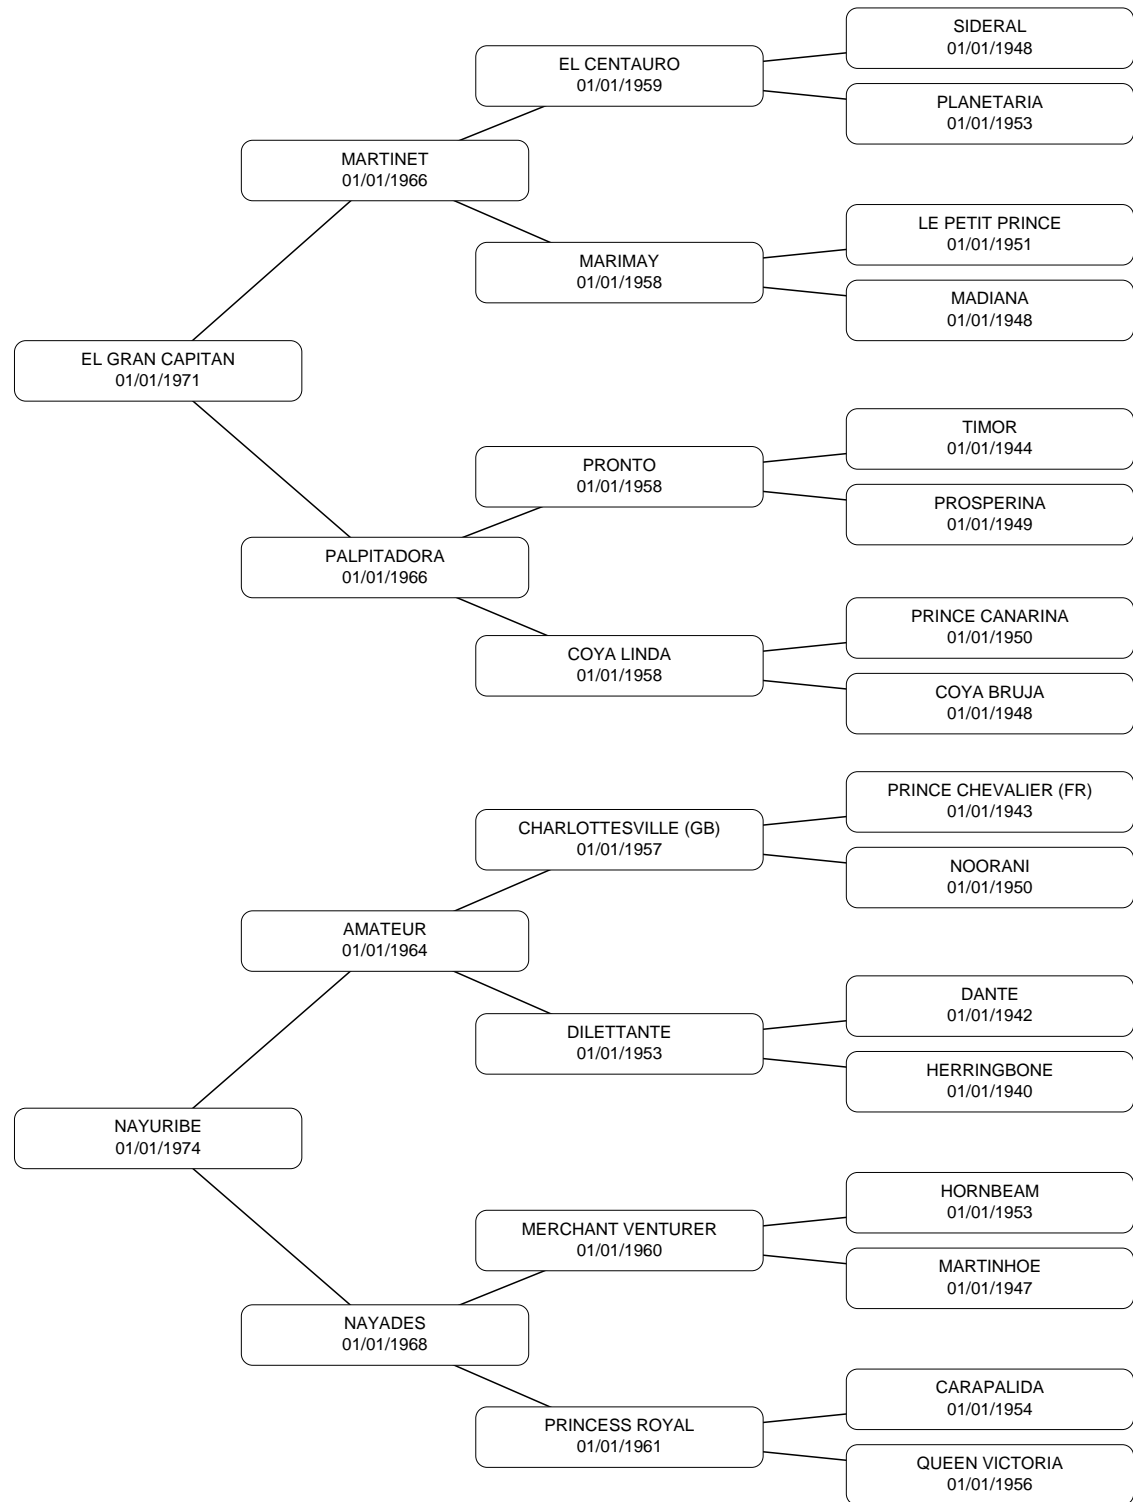 SIDERAL
01/01/1948
EL CENTAURO
01/01/1959
PLANETARIA
01/01/1953
MARTINET
01/01/1966
LE PETIT PRINCE
01/01/1951
MARIMAY
01/01/1958
MADIANA
01/01/1948
EL GRAN CAPITAN
01/01/1971
TIMOR
01/01/1944
PRONTO
01/01/1958
PROSPERINA
01/01/1949
PALPITADORA
01/01/1966
PRINCE CANARINA
01/01/1950
COYA LINDA
01/01/1958
COYA BRUJA
01/01/1948
PRINCE CHEVALIER (FR)
01/01/1943
CHARLOTTESVILLE (GB)
01/01/1957
NOORANI
01/01/1950
AMATEUR
01/01/1964
DANTE
01/01/1942
DILETTANTE
01/01/1953
HERRINGBONE
01/01/1940
NAYURIBE
01/01/1974
HORNBEAM
01/01/1953
MERCHANT VENTURER
01/01/1960
MARTINHOE
01/01/1947
NAYADES
01/01/1968
CARAPALIDA
01/01/1954
PRINCESS ROYAL
01/01/1961
QUEEN VICTORIA
01/01/1956